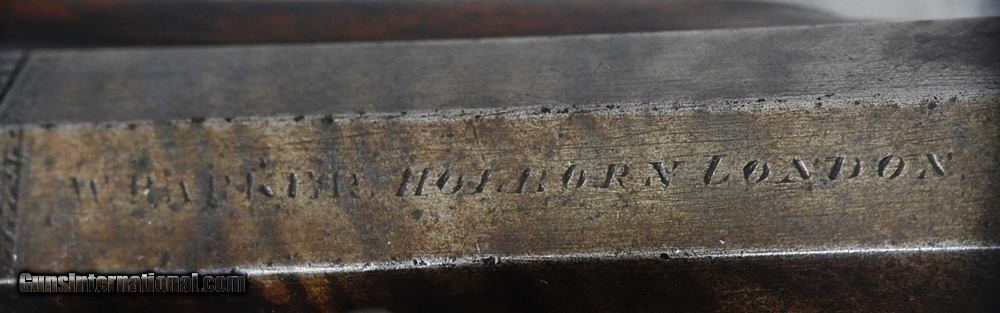 W. PARKER. HOLBORN LONDON.
GunsInternational.com